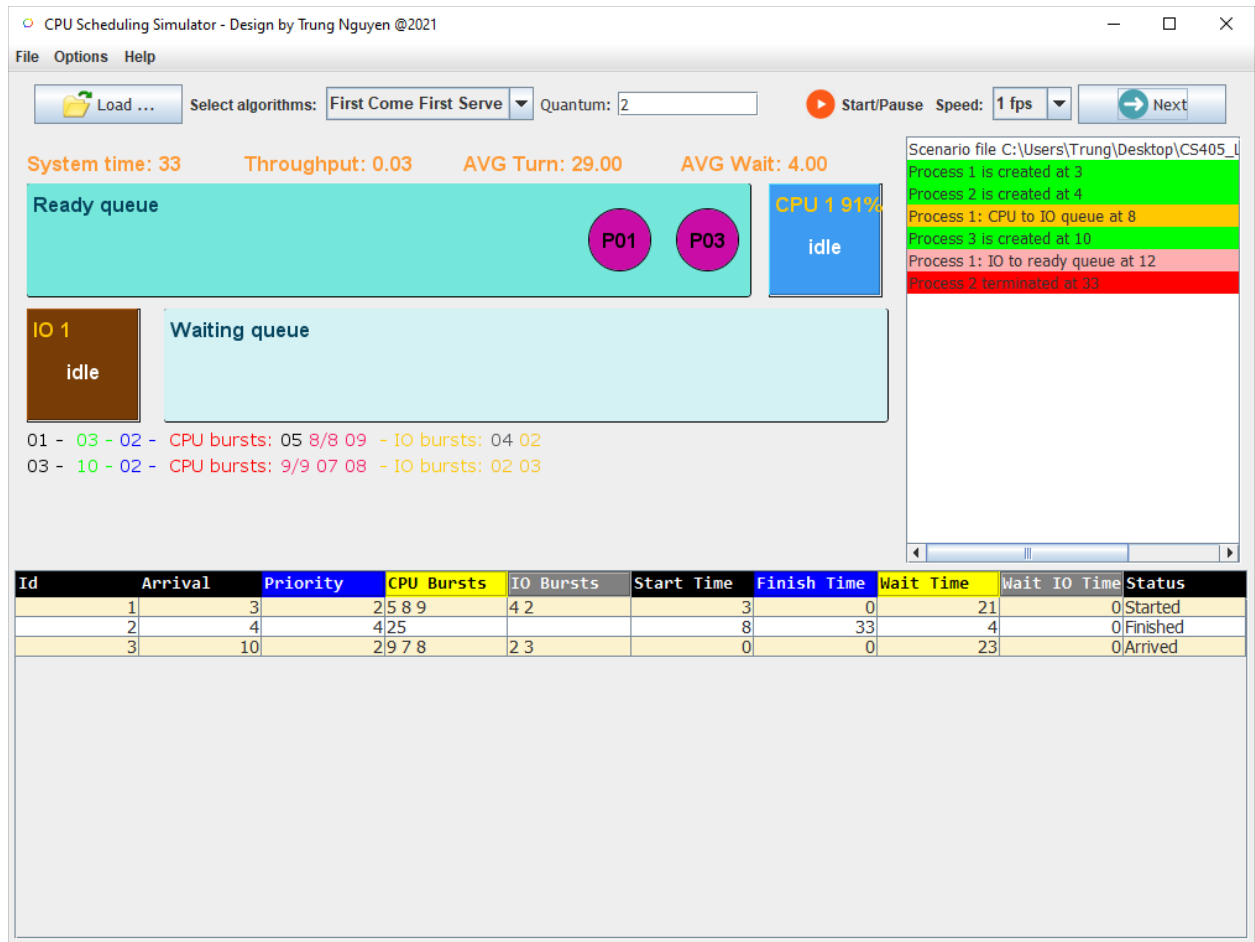 CPU Scheduling Simulator - Design by Trung Nguyen @2021
File Options Help
Load ... Select algorithms: First Come First Serve Quantum: 2 Start/Pause Speed: 1 fps Next
System time: 33 Throughput: 0.03 AVG Turn: 29.00 AVG Wait: 4.00
Ready queue
P01 P03
CPU 1 91%
idle
IO 1
idle
Waiting queue
01 - 03 - 02 - CPU bursts: 05 8/8 09 - IO bursts: 04 02
03 - 10 - 02 - CPU bursts: 9/9 07 08 - IO bursts: 02 03
Scenario file C:\Users\Trung\Desktop\CS405_L
Process 1 is created at 3
Process 2 is created at 4
Process 1: CPU to IO queue at 8
Process 3 is created at 10
Process 1: IO to ready queue at 12
Process 2 terminated at 33
Id Arrival Priority CPU Bursts IO Bursts Start Time Finish Time Wait Time Wait IO Time Status
1 3 2 5 8 9 4 2 3 0 21 0 Started
2 4 4 25 8 33 4 0 Finished
3 10 2 9 7 8 2 3 0 0 23 0 Arrived